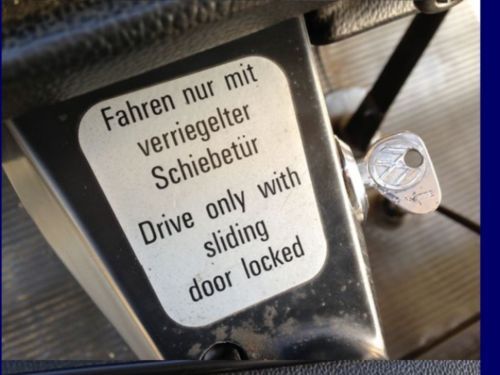 Fahren nur mit
verriegelter
Schiebetür
Drive only with
sliding
door locked